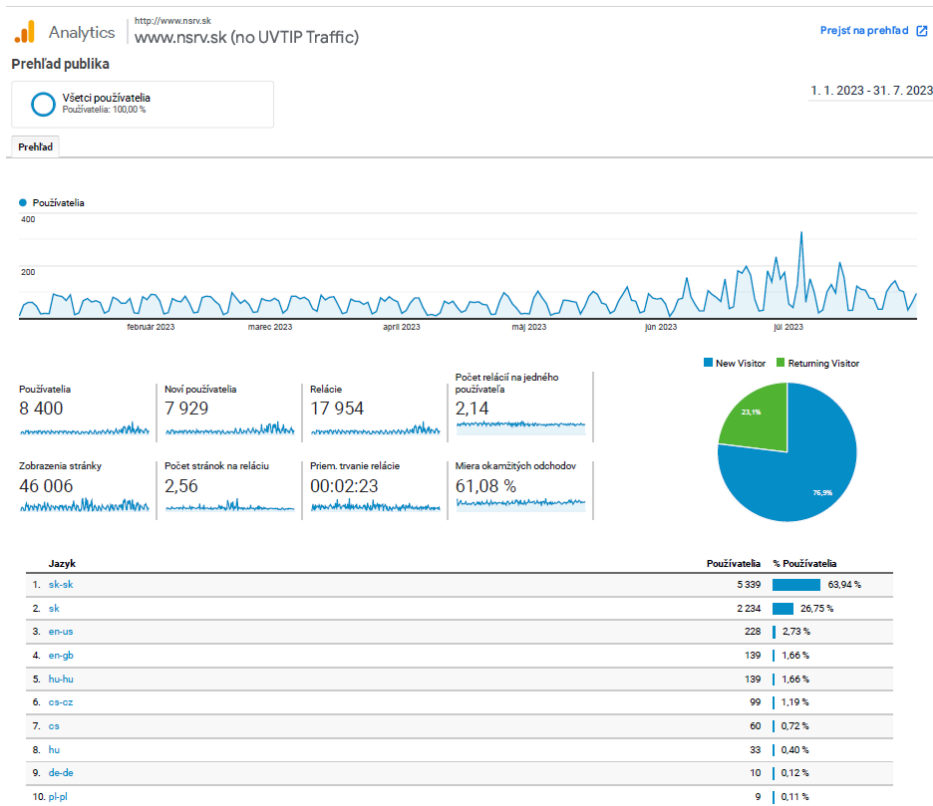 http://www.nsrv.sk
Analytics
www.nsrv.sk (no UVTIP Traffic)
Prejsť na prehľad
Prehľad publika
Všetci používatelia
Používatelia: 100,00 %
1. 1. 2023 - 31. 7. 2023
Prehľad
Používatelia
400
200
február 2023 marec 2023 apríl 2023 máj 2023 jún 2023 júl 2023
New Visitor Returning Visitor
Používatelia
8 400
Noví používatelia
7 929
Relácie
17 954
Počet relácií na jedného
používateľa
2,14
Zobrazenia stránky
46 006
Počet stránok na reláciu
2,56
Priem. trvanie relácie
00:02:23
Miera okamžitých odchodov
61,08 %
23,1%
76,9%
Jazyk Používatelia % Používatelia
1. sk-sk 5 339 63,94 %
2. sk 2 234 26,75 %
3. en-us 228 2,73 %
4. en-gb 139 1,66 %
5. hu-hu 139 1,66 %
6. cs-cz 99 1,19 %
7. cs 60 0,72 %
8. hu 33 0,40 %
9. de-de 10 0,12 %
10. pl-pl 9 0,11 %